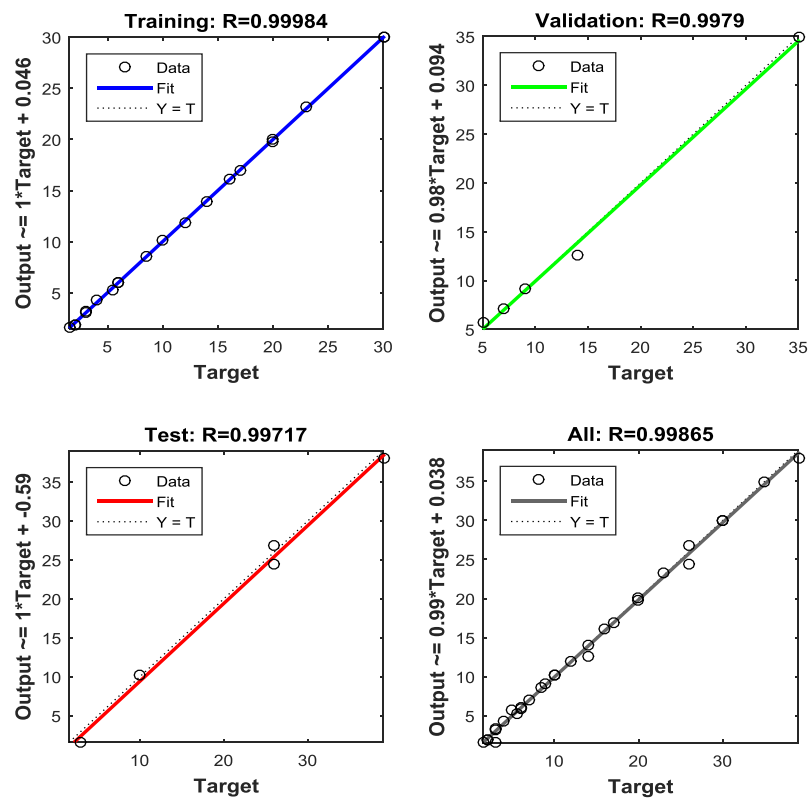 Training: R=0.99984
Output ~= 1*Target + 0.046
30
25
20
15
10
5
Data
Fit
Y = T
5
10
15
20
25
30
Target
Validation: R=0.9979
Output ~= 0.98*Target + 0.094
35
30
25
20
15
10
5
Data
Fit
Y = T
5
10
15
20
25
30
35
Target
Test: R=0.99717
Output ~= 1*Target + -0.59
35
30
25
20
15
10
5
Data
Fit
Y = T
10
20
30
Target
All: R=0.99865
Output ~= 0.99*Target + 0.038
35
30
25
20
15
10
5
Data
Fit
Y = T
10
20
30
Target